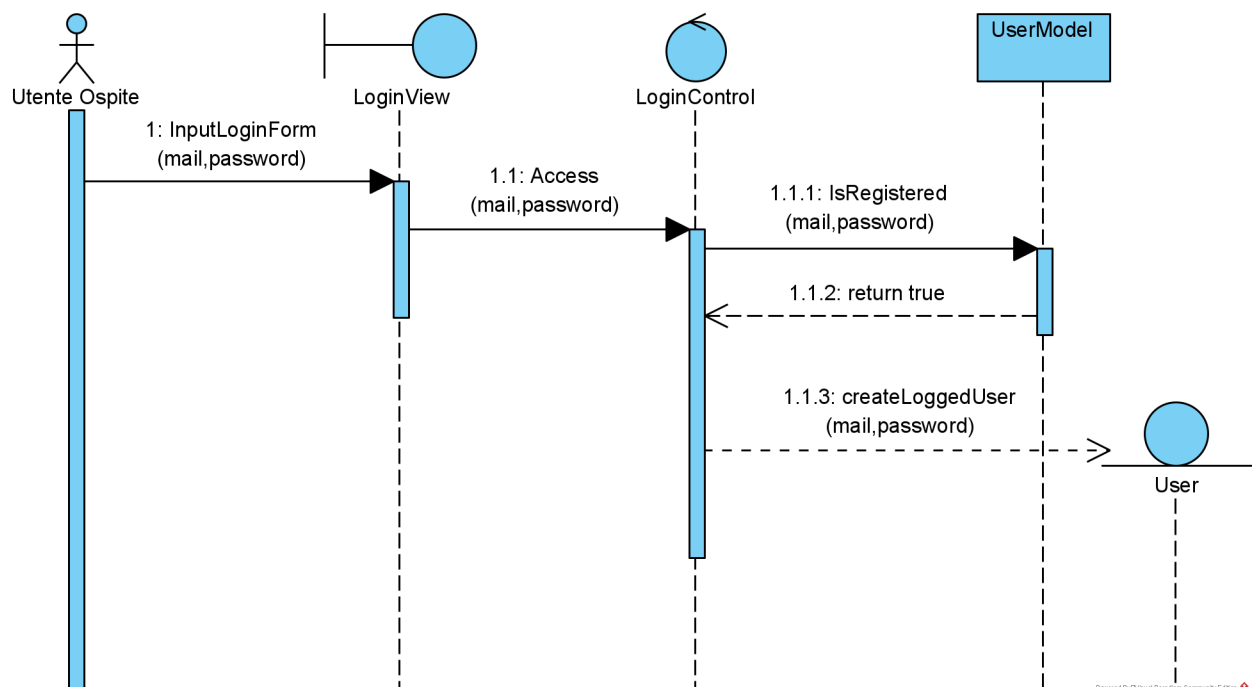 UserModel
Utente Ospite
LoginView
LoginControl
1: InputLoginForm
(mail,password)
1.1: Access
(mail,password)
1.1.1: IsRegistered
(mail,password)
1.1.2: return true
1.1.3: createLoggedUser
(mail,password)
User